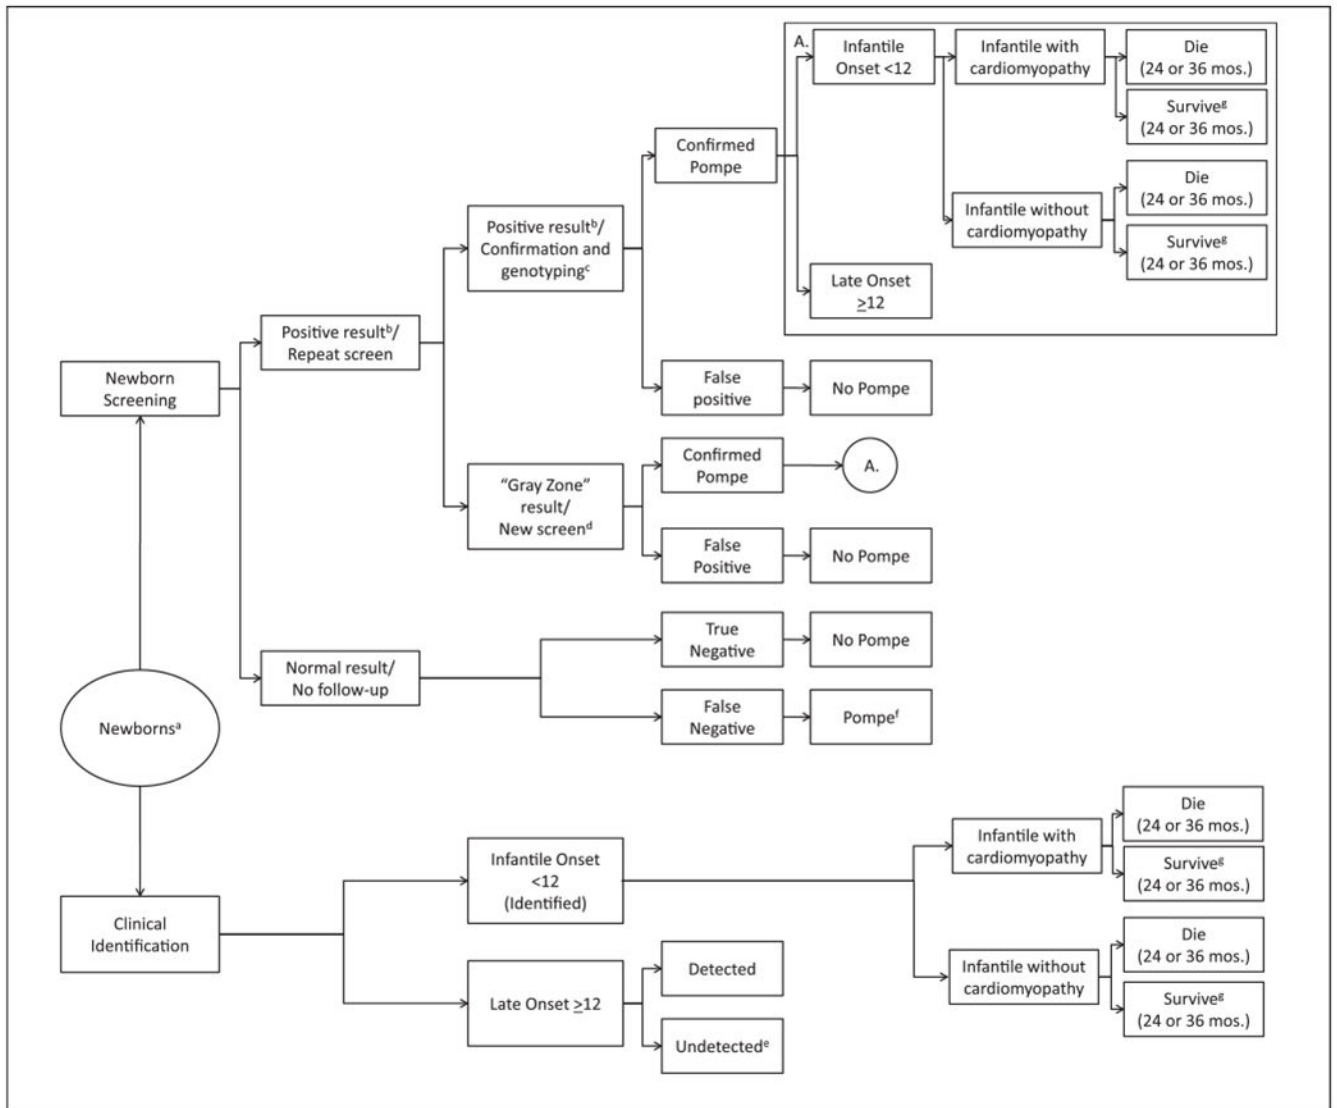 A.
Infantile
Onset <12
Infantile with
cardiomyopathy
Die
(24 or 36 mos.)
Surviveᵍ
(24 or 36 mos.)
Infantile without
cardiomyopathy
Die
(24 or 36 mos.)
Surviveᵍ
(24 or 36 mos.)
Late Onset
≥12
Confirmed
Pompe
Positive resultᵇ/
Confirmation and
genotypingᶜ
Positive resultᵇ/
Repeat screen
Newborn
Screening
False
positive
No Pompe
Confirmed
Pompe
A.
“Gray Zone”
result/
New screenᵈ
False
Positive
No Pompe
True
Negative
No Pompe
Normal result/
No follow-up
False
Negative
Pompeᶠ
Newbornsᵃ
Clinical
Identification
Infantile Onset
<12
(Identified)
Infantile with
cardiomyopathy
Die
(24 or 36 mos.)
Surviveᵍ
(24 or 36 mos.)
Infantile without
cardiomyopathy
Die
(24 or 36 mos.)
Surviveᵍ
(24 or 36 mos.)
Late Onset ≥12
Detected
Undetectedᵉ